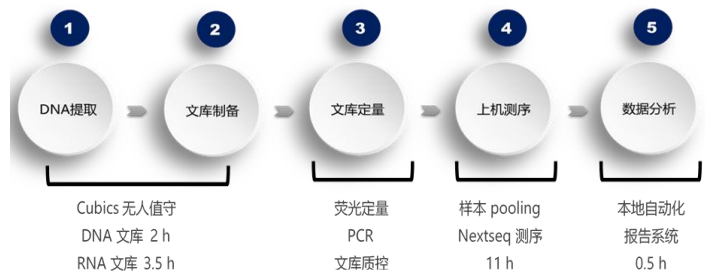 1
2
3
4
5
DNA提取
文库制备
文库定量
上机测序
数据分析
Cubics 无人值守
DNA 文库 2 h
RNA 文库 3.5 h
荧光定量
PCR
文库质控
样本 pooling
Nextseq 测序
11 h
本地自动化
报告系统
0.5 h